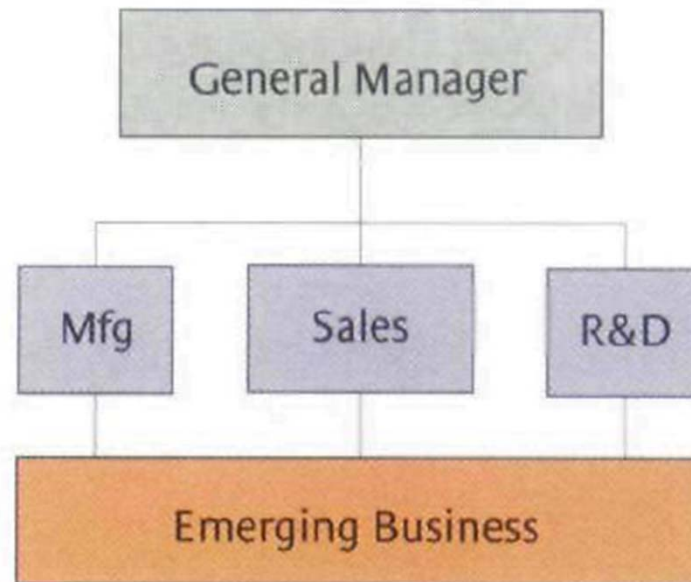 General Manager
Mfg
Sales
R&D
Emerging Business